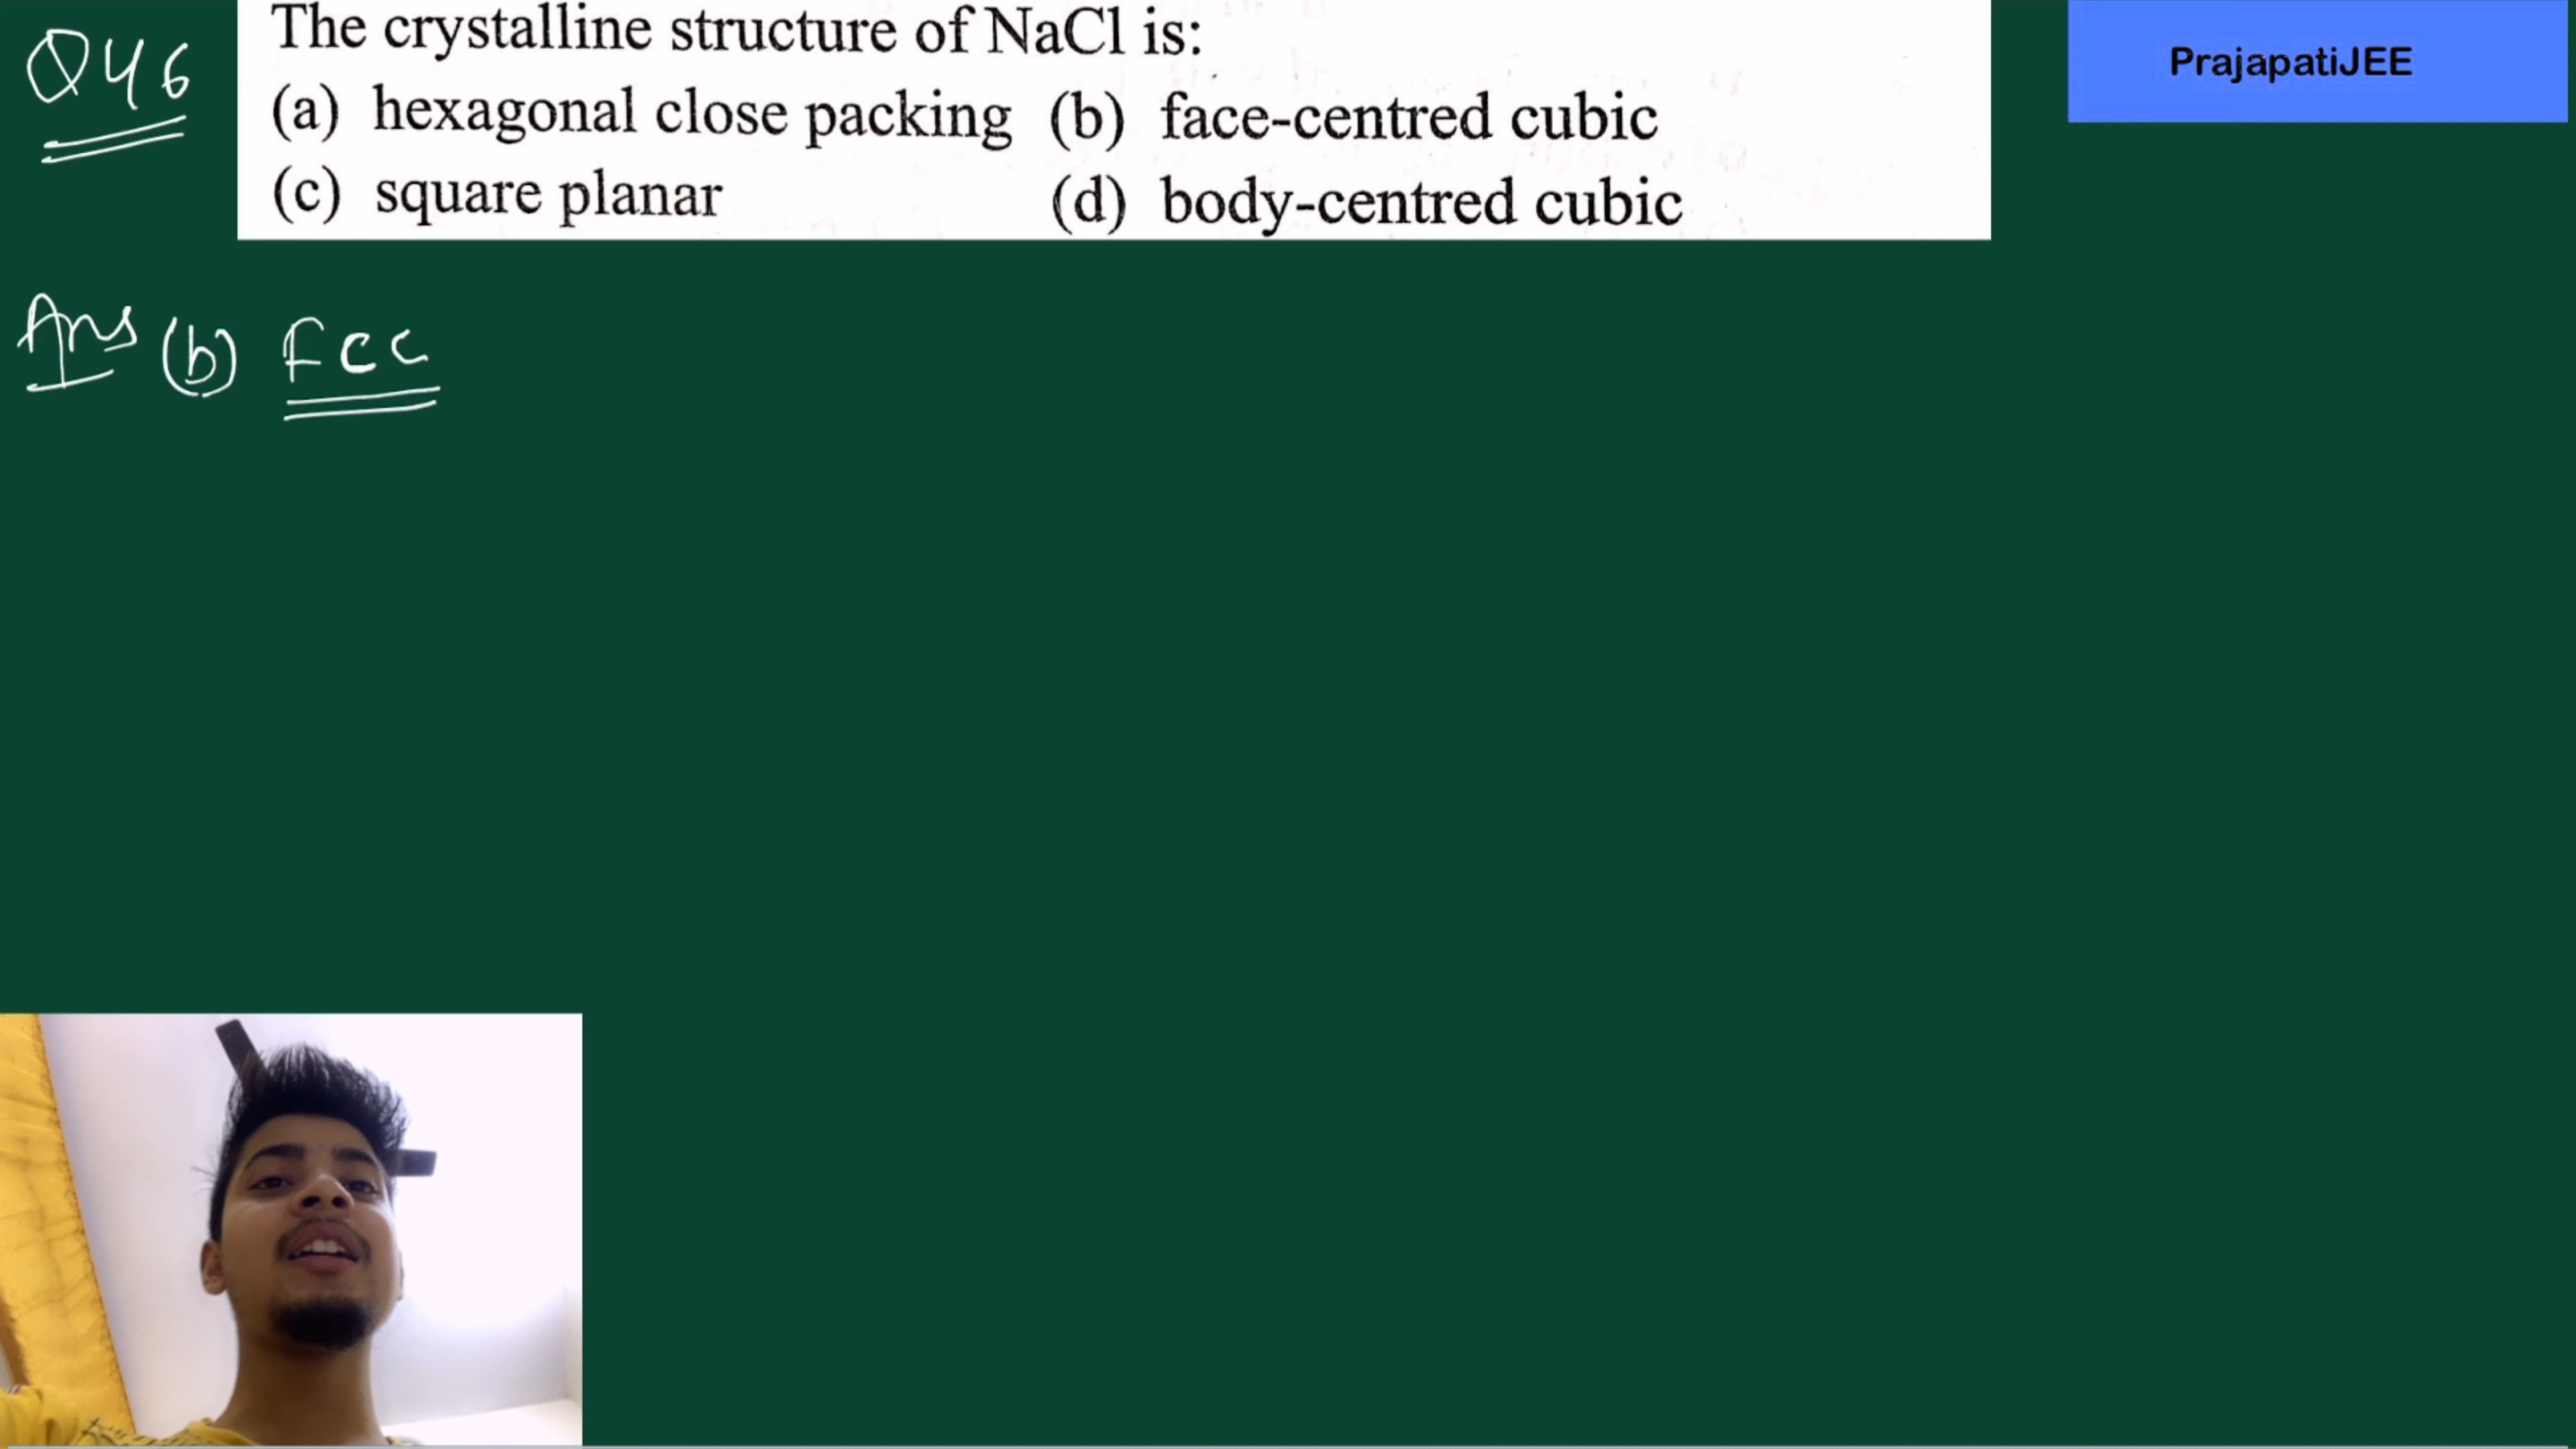 Q46
The crystalline structure of NaCl is:
(a) hexagonal close packing (b) face-centred cubic
(c) square planar (d) body-centred cubic
PrajapatiJEE
Ans (b) fcc